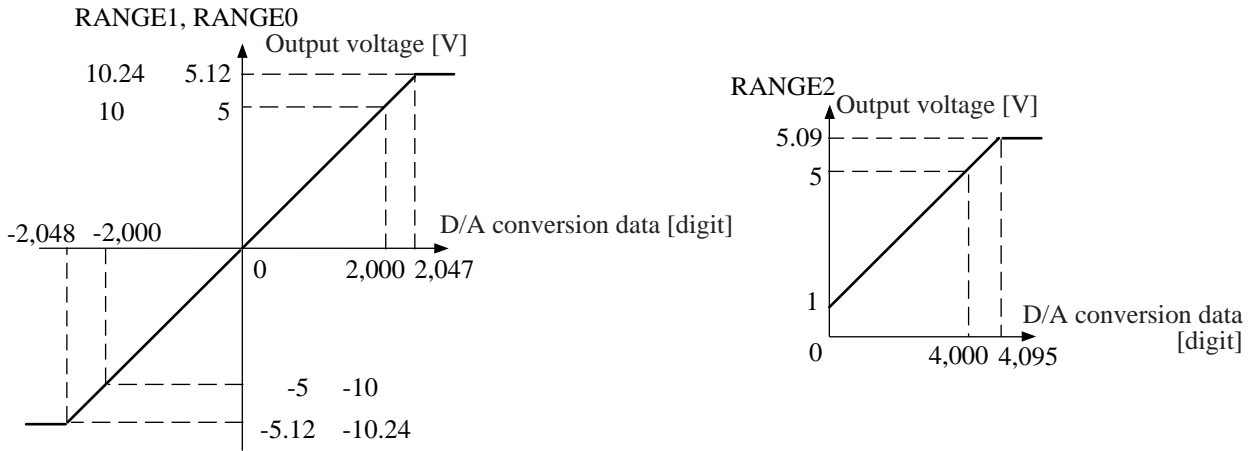 RANGE1, RANGE0
Output voltage [V]
10.24 5.12
10 5
-2,048 -2,000
D/A conversion data [digit]
0 2,000 2,047
-5 -10
-5.12 -10.24
RANGE2
Output voltage [V]
5.09
5
1
D/A conversion data
[digit]
0 4,000 4,095